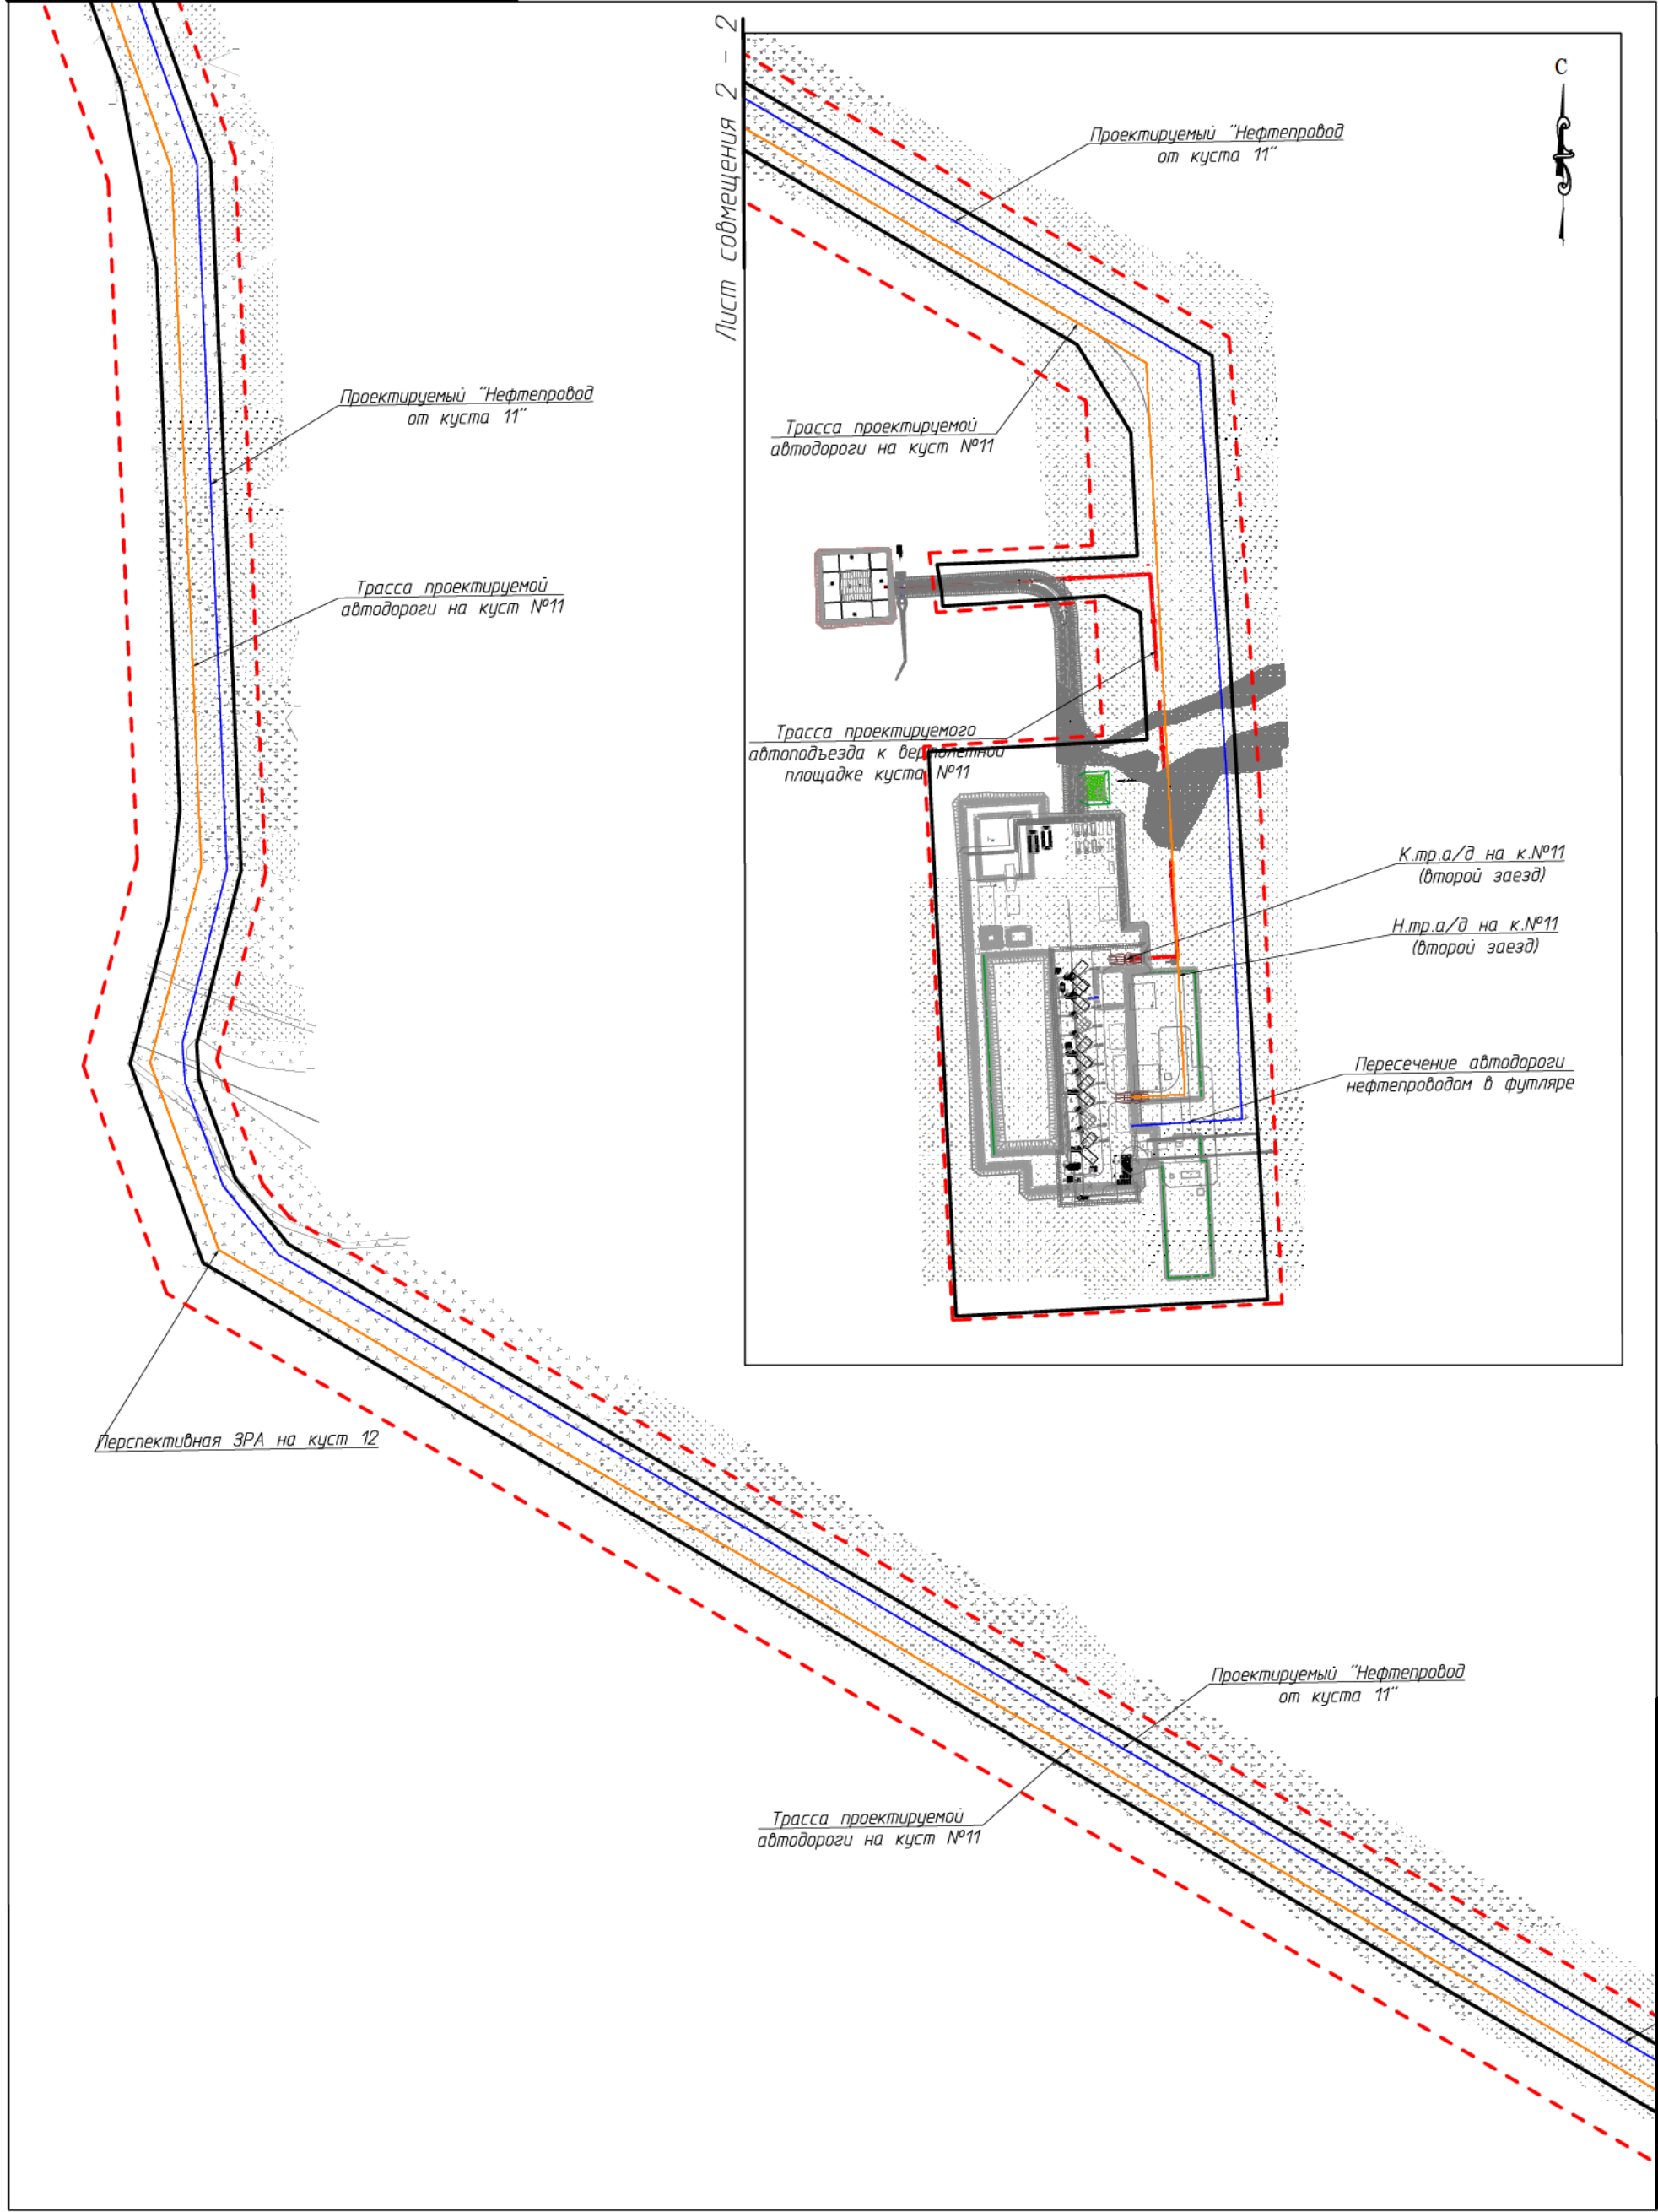 Лист совмещения 2 - 2
С
Проектируемый "Нефтепровод
от куста 11"
Трасса проектируемой
автодороги на куст №11
Проектируемый "Нефтепровод
от куста 11"
Трасса проектируемой
автодороги на куст №11
Трасса проектируемого
автоподъезда к вертолетной
площадке куста №11
К.тр.а/д на к.№11
(второй заезд)
Н.тр.а/д на к.№11
(второй заезд)
Пересечение автодороги
нефтепроводом в футляре
Перспективная ЗРА на куст 12
Проектируемый "Нефтепровод
от куста 11"
Трасса проектируемой
автодороги на куст №11